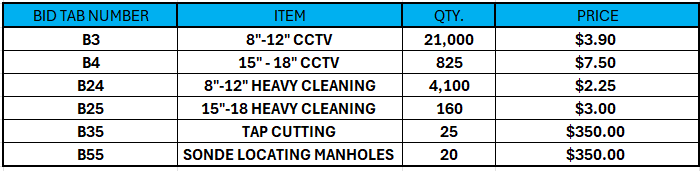 BID TAB NUMBER ITEM QTY. PRICE
B3 8"-12" CCTV 21,000 $3.90
B4 15" - 18" CCTV 825 $7.50
B24 8"-12" HEAVY CLEANING 4,100 $2.25
B25 15"-18 HEAVY CLEANING 160 $3.00
B35 TAP CUTTING 25 $350.00
B55 SONDE LOCATING MANHOLES 20 $350.00